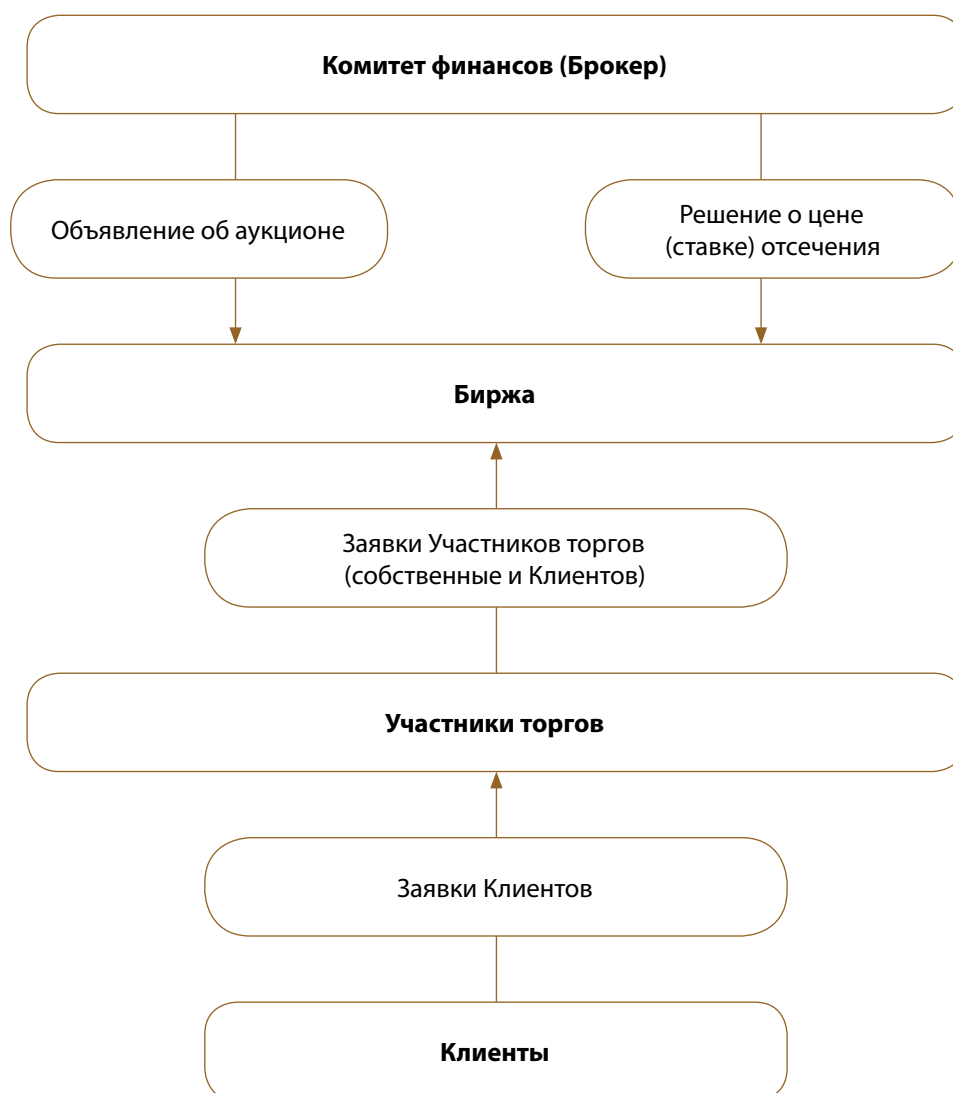 Комитет финансов (Брокер)
Объявление об аукционе
Решение о цене
(ставке) отсечения
Биржа
Заявки Участников торгов
(собственные и Клиентов)
Участники торгов
Заявки Клиентов
Клиенты